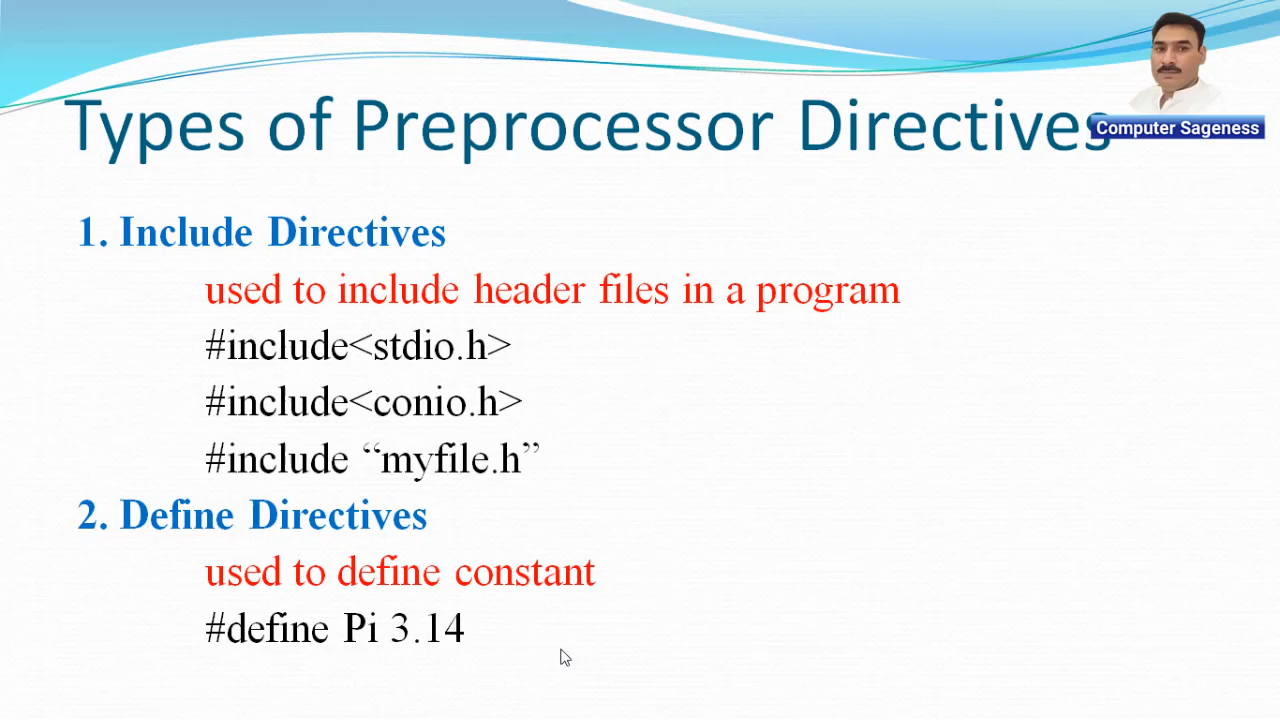 Types of Preprocessor Directives
Computer Sageness
1. Include Directives
used to include header files in a program
#include<stdio.h>
#include<conio.h>
#include “myfile.h”
2. Define Directives
used to define constant
#define Pi 3.14